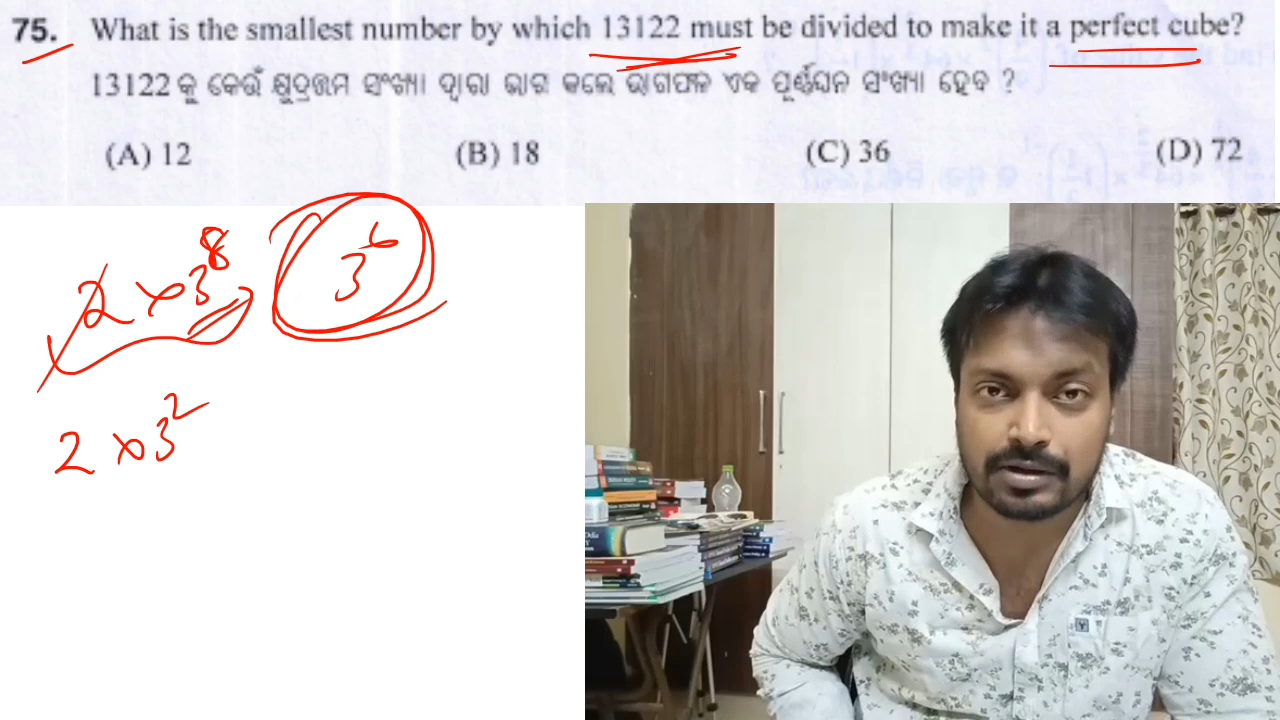 75. What is the smallest number by which 13122 must be divided to make it a perfect cube?
13122 କୁ କେଉଁ କ୍ଷୁଦ୍ରତମ ସଂଖ୍ୟା ଦ୍ୱାରା ଭାଗ କଲେ ଭାଗଫଳ ଏକ ପୂର୍ଣ୍ଣଘନ ସଂଖ୍ୟା ହେବ ?
(A) 12 (B) 18 (C) 36 (D) 72
2 × 3⁸ 3⁶
2 × 3²